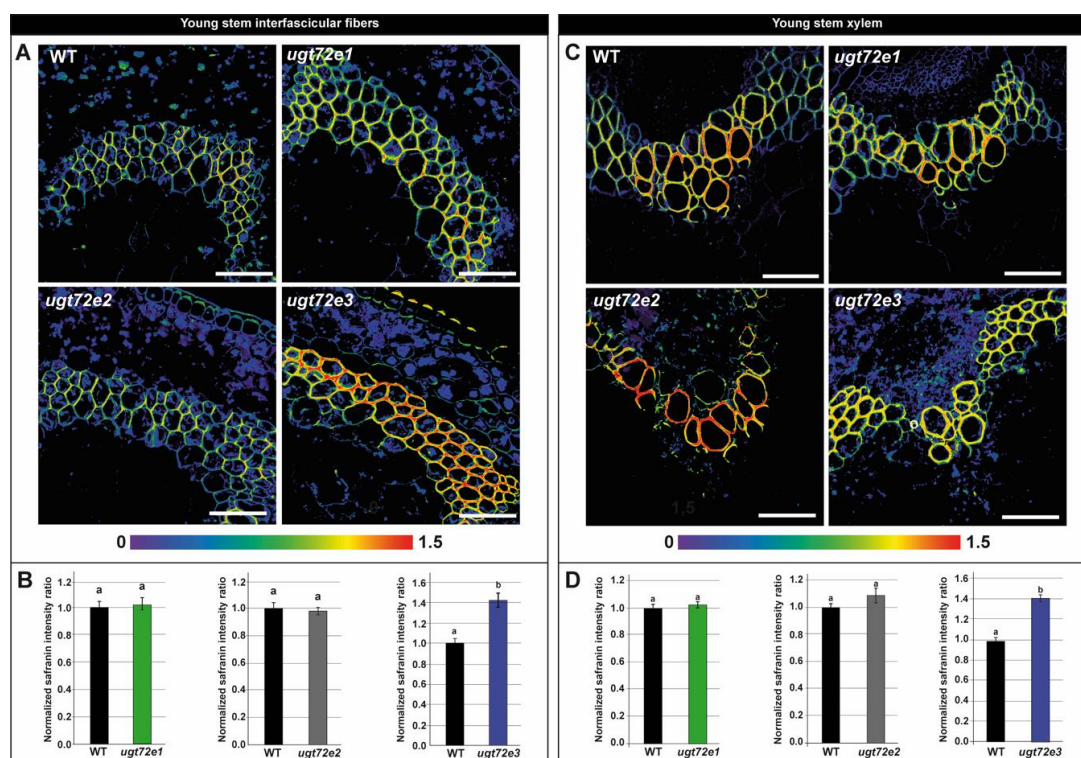 Young stem interfascicular fibers
A
WT
ugt72e1
ugt72e2
ugt72e3
0
1.5
B
Normalized safranin intensity ratio
1.2
1.0
0.8
0.6
0.4
0.2
0.0
a
a
WT
ugt72e1
Normalized safranin intensity ratio
1.2
1.0
0.8
0.6
0.4
0.2
0.0
a
a
WT
ugt72e2
Normalized safranin intensity ratio
1.6
1.4
1.2
1.0
0.8
0.6
0.4
0.2
0.0
a
b
WT
ugt72e3
Young stem xylem
C
WT
ugt72e1
ugt72e2
1.5
ugt72e3
0
1.5
D
Normalized safranin intensity ratio
1.2
1.0
0.8
0.6
0.4
0.2
0.0
a
a
WT
ugt72e1
Normalized safranin intensity ratio
1.2
1.0
0.8
0.6
0.4
0.2
0.0
a
a
WT
ugt72e2
Normalized safranin intensity ratio
1.6
1.4
1.2
1.0
0.8
0.6
0.4
0.2
0.0
a
b
WT
ugt72e3